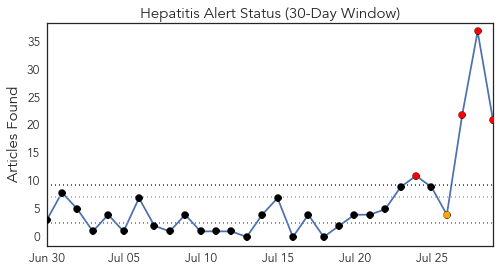 Hepatitis Alert Status (30-Day Window)
Articles Found
35
30
25
20
15
10
5
0
Jun 30
Jul 05
Jul 10
Jul 15
Jul 20
Jul 25